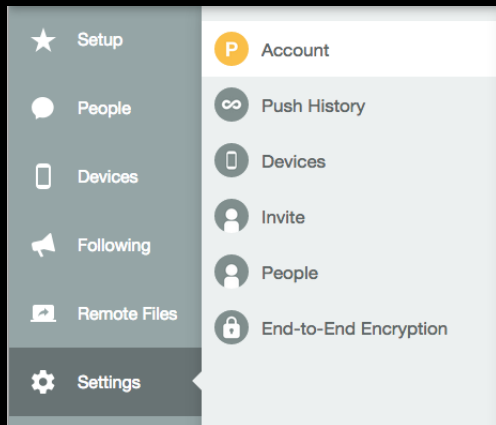 Setup
People
Devices
Following
Remote Files
Settings
P
Account
Push History
Devices
Invite
People
End-to-End Encryption